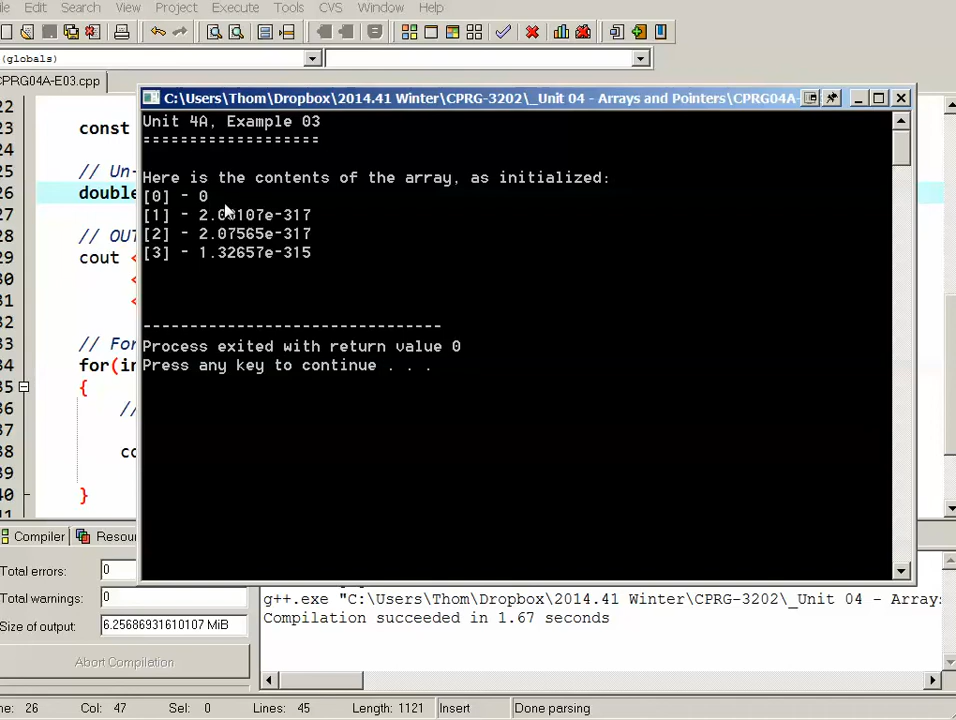 Edit Search View Project Execute Tools CVS Window Help
(globals)
CPRG04A-E03.cpp
C:\Users\Thom\Dropbox\2014.41 Winter\CPRG-3202\_Unit 04 - Arrays and Pointers\CPRG04A-
Unit 4A, Example 03
-------------------
Here is the contents of the array, as initialized:
[0] - 0
[1] - 2.00107e-317
[2] - 2.07565e-317
[3] - 1.32657e-315
--------------------------------
Process exited with return value 0
Press any key to continue . . .
22
23 const
24
25 // Un-
26 double
27
28 // OUT
29 cout <
30 <
31 <
32
33 // For
34 for(in
35 {
36 //
37
38 co
39
40 }
Compiler Resou
Total errors: 0
Total warnings: 0
Size of output: 6.25686931610107 MiB
Abort Compilation
g++.exe "C:\Users\Thom\Dropbox\2014.41 Winter\CPRG-3202\_Unit 04 - Arrays
Compilation succeeded in 1.67 seconds
ne: 26 Col: 47 Sel: 0 Lines: 45 Length: 1121 Insert Done parsing